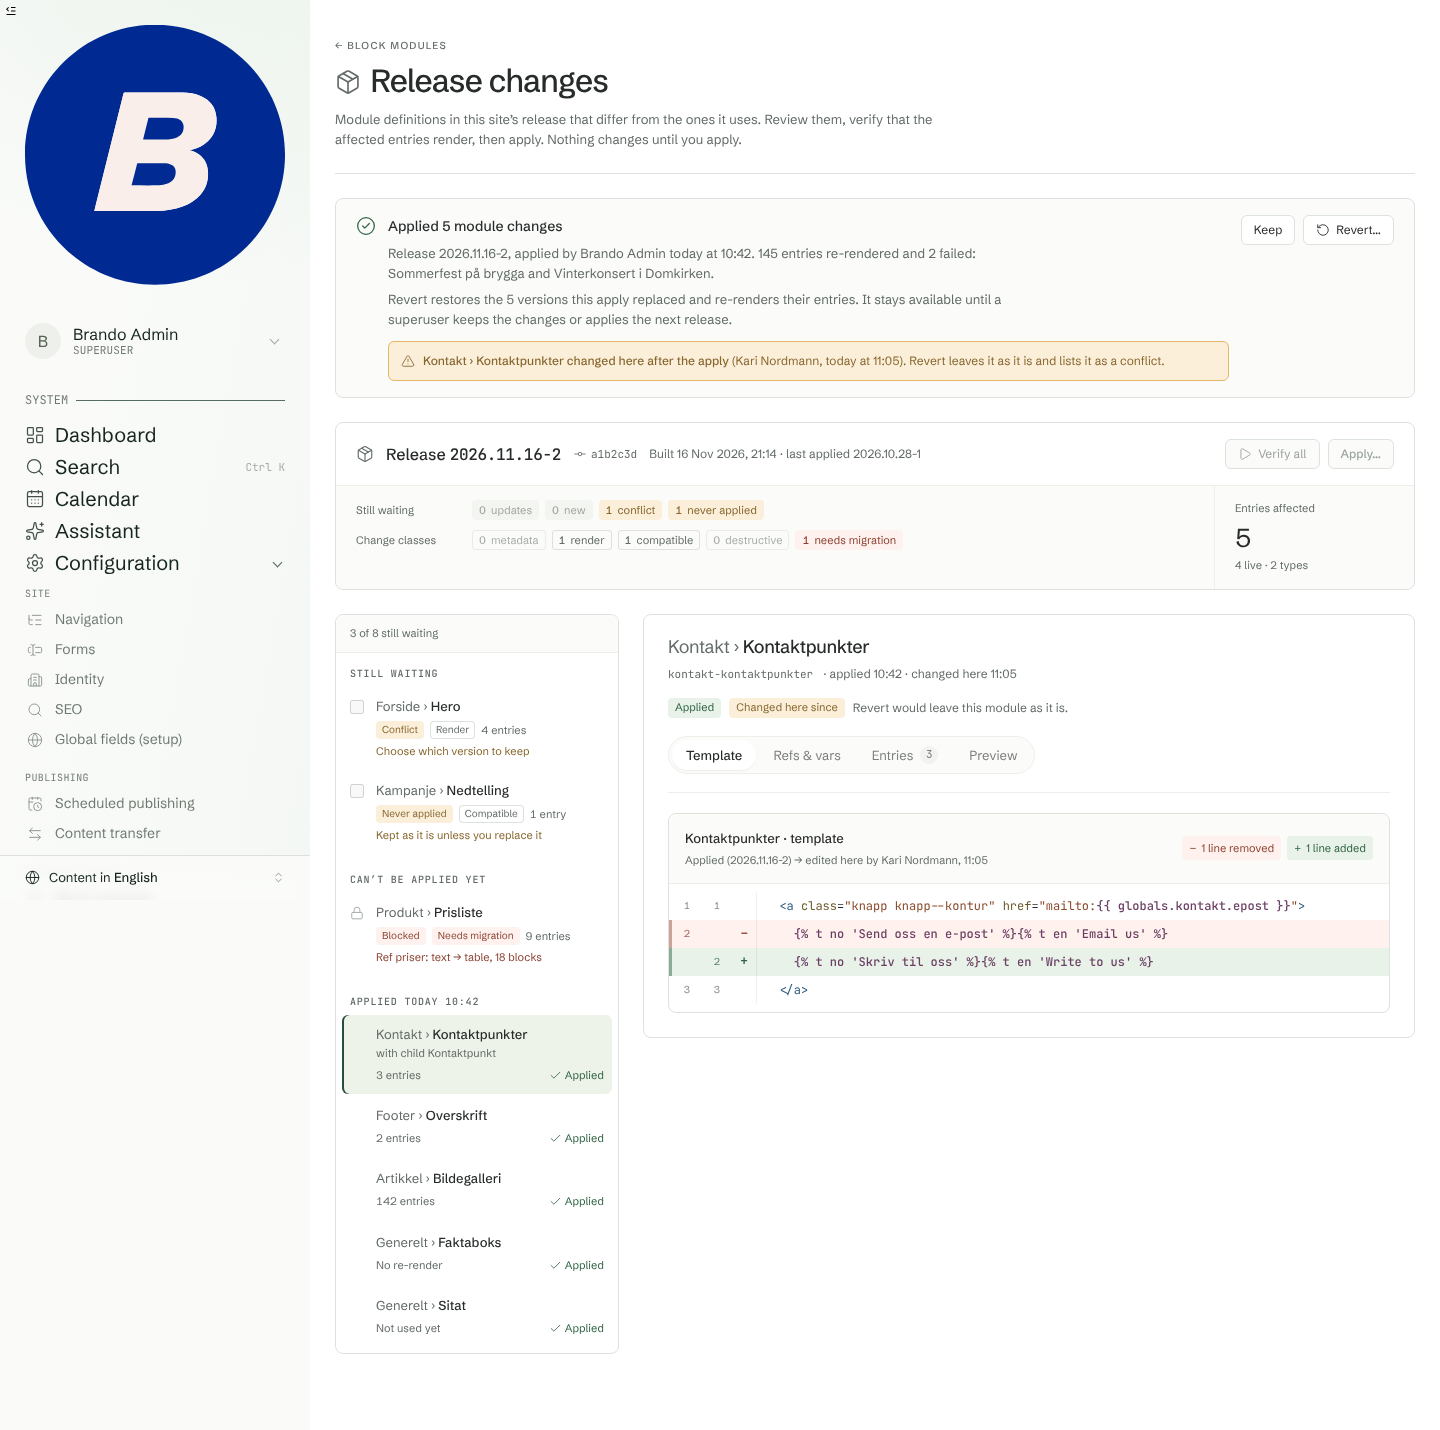 B
B
Brando Admin
SUPERUSER
SYSTEM
Dashboard
Search Ctrl K
Calendar
Assistant
Configuration
SITE
Navigation
Forms
Identity
SEO
Global fields (setup)
PUBLISHING
Scheduled publishing
Content transfer
Content in English
← BLOCK MODULES
Release changes
Module definitions in this site's release that differ from the ones it uses. Review them, verify that the
affected entries render, then apply. Nothing changes until you apply.
Applied 5 module changes
Keep Revert...
Release 2026.11.16-2, applied by Brando Admin today at 10:42. 145 entries re-rendered and 2 failed:
Sommerfest på brygga and Vinterkonsert i Domkirken.
Revert restores the 5 versions this apply replaced and re-renders their entries. It stays available until a
superuser keeps the changes or applies the next release.
Kontakt › Kontaktpunkter changed here after the apply (Kari Nordmann, today at 11:05). Revert leaves it as it is and lists it as a conflict.
Release 2026.11.16-2 a1b2c3d Built 16 Nov 2026, 21:14 · last applied 2026.10.28-1 Verify all Apply...
Still waiting 0 updates 0 new 1 conflict 1 never applied
Change classes 0 metadata 1 render 1 compatible 0 destructive 1 needs migration
Entries affected
5
4 live · 2 types
3 of 8 still waiting
STILL WAITING
Forside › Hero
Conflict Render 4 entries
Choose which version to keep
Kampanje › Nedtelling
Never applied Compatible 1 entry
Kept as it is unless you replace it
CAN'T BE APPLIED YET
Produkt › Prisliste
Blocked Needs migration 9 entries
Ref priser: text → table, 18 blocks
APPLIED TODAY 10:42
Kontakt › Kontaktpunkter
with child Kontaktpunkt
3 entries Applied
Footer › Overskrift
2 entries Applied
Artikkel › Bildegalleri
142 entries Applied
Generelt › Faktaboks
No re-render Applied
Generelt › Sitat
Not used yet Applied
Kontakt › Kontaktpunkter
kontakt-kontaktpunkter · applied 10:42 · changed here 11:05
Applied Changed here since Revert would leave this module as it is.
Template Refs & vars Entries 3 Preview
Kontaktpunkter · template
Applied (2026.11.16-2) → edited here by Kari Nordmann, 11:05
− 1 line removed + 1 line added
1 1 <a class="knapp knapp--kontur" href="mailto:{{ globals.kontakt.epost }}">
2 − {% t no 'Send oss en e-post' %}{% t en 'Email us' %}
2 + {% t no 'Skriv til oss' %}{% t en 'Write to us' %}
3 3 </a>